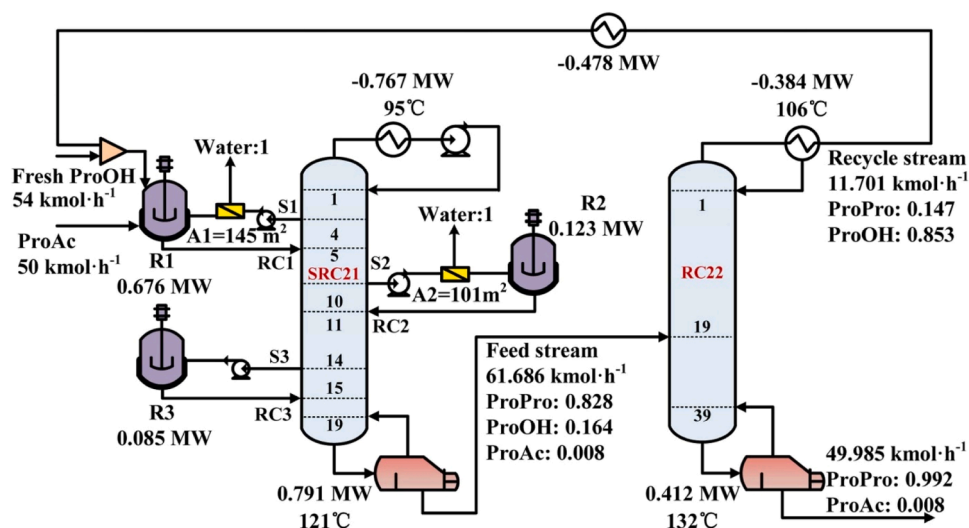 -0.478 MW
-0.767 MW
95℃
-0.384 MW
106℃
Water:1
Fresh ProOH
54 kmol·h⁻¹
ProAc
50 kmol·h⁻¹
R1
0.676 MW
A1=145 m²
S1
RC1
1
4
5
SRC21
10
11
14
15
19
S2
Water:1
A2=101m²
R2
0.123 MW
RC2
S3
RC3
R3
0.085 MW
0.791 MW
121℃
Feed stream
61.686 kmol·h⁻¹
ProPro: 0.828
ProOH: 0.164
ProAc: 0.008
1
RC22
19
39
Recycle stream
11.701 kmol·h⁻¹
ProPro: 0.147
ProOH: 0.853
0.412 MW
132℃
49.985 kmol·h⁻¹
ProPro: 0.992
ProAc: 0.008